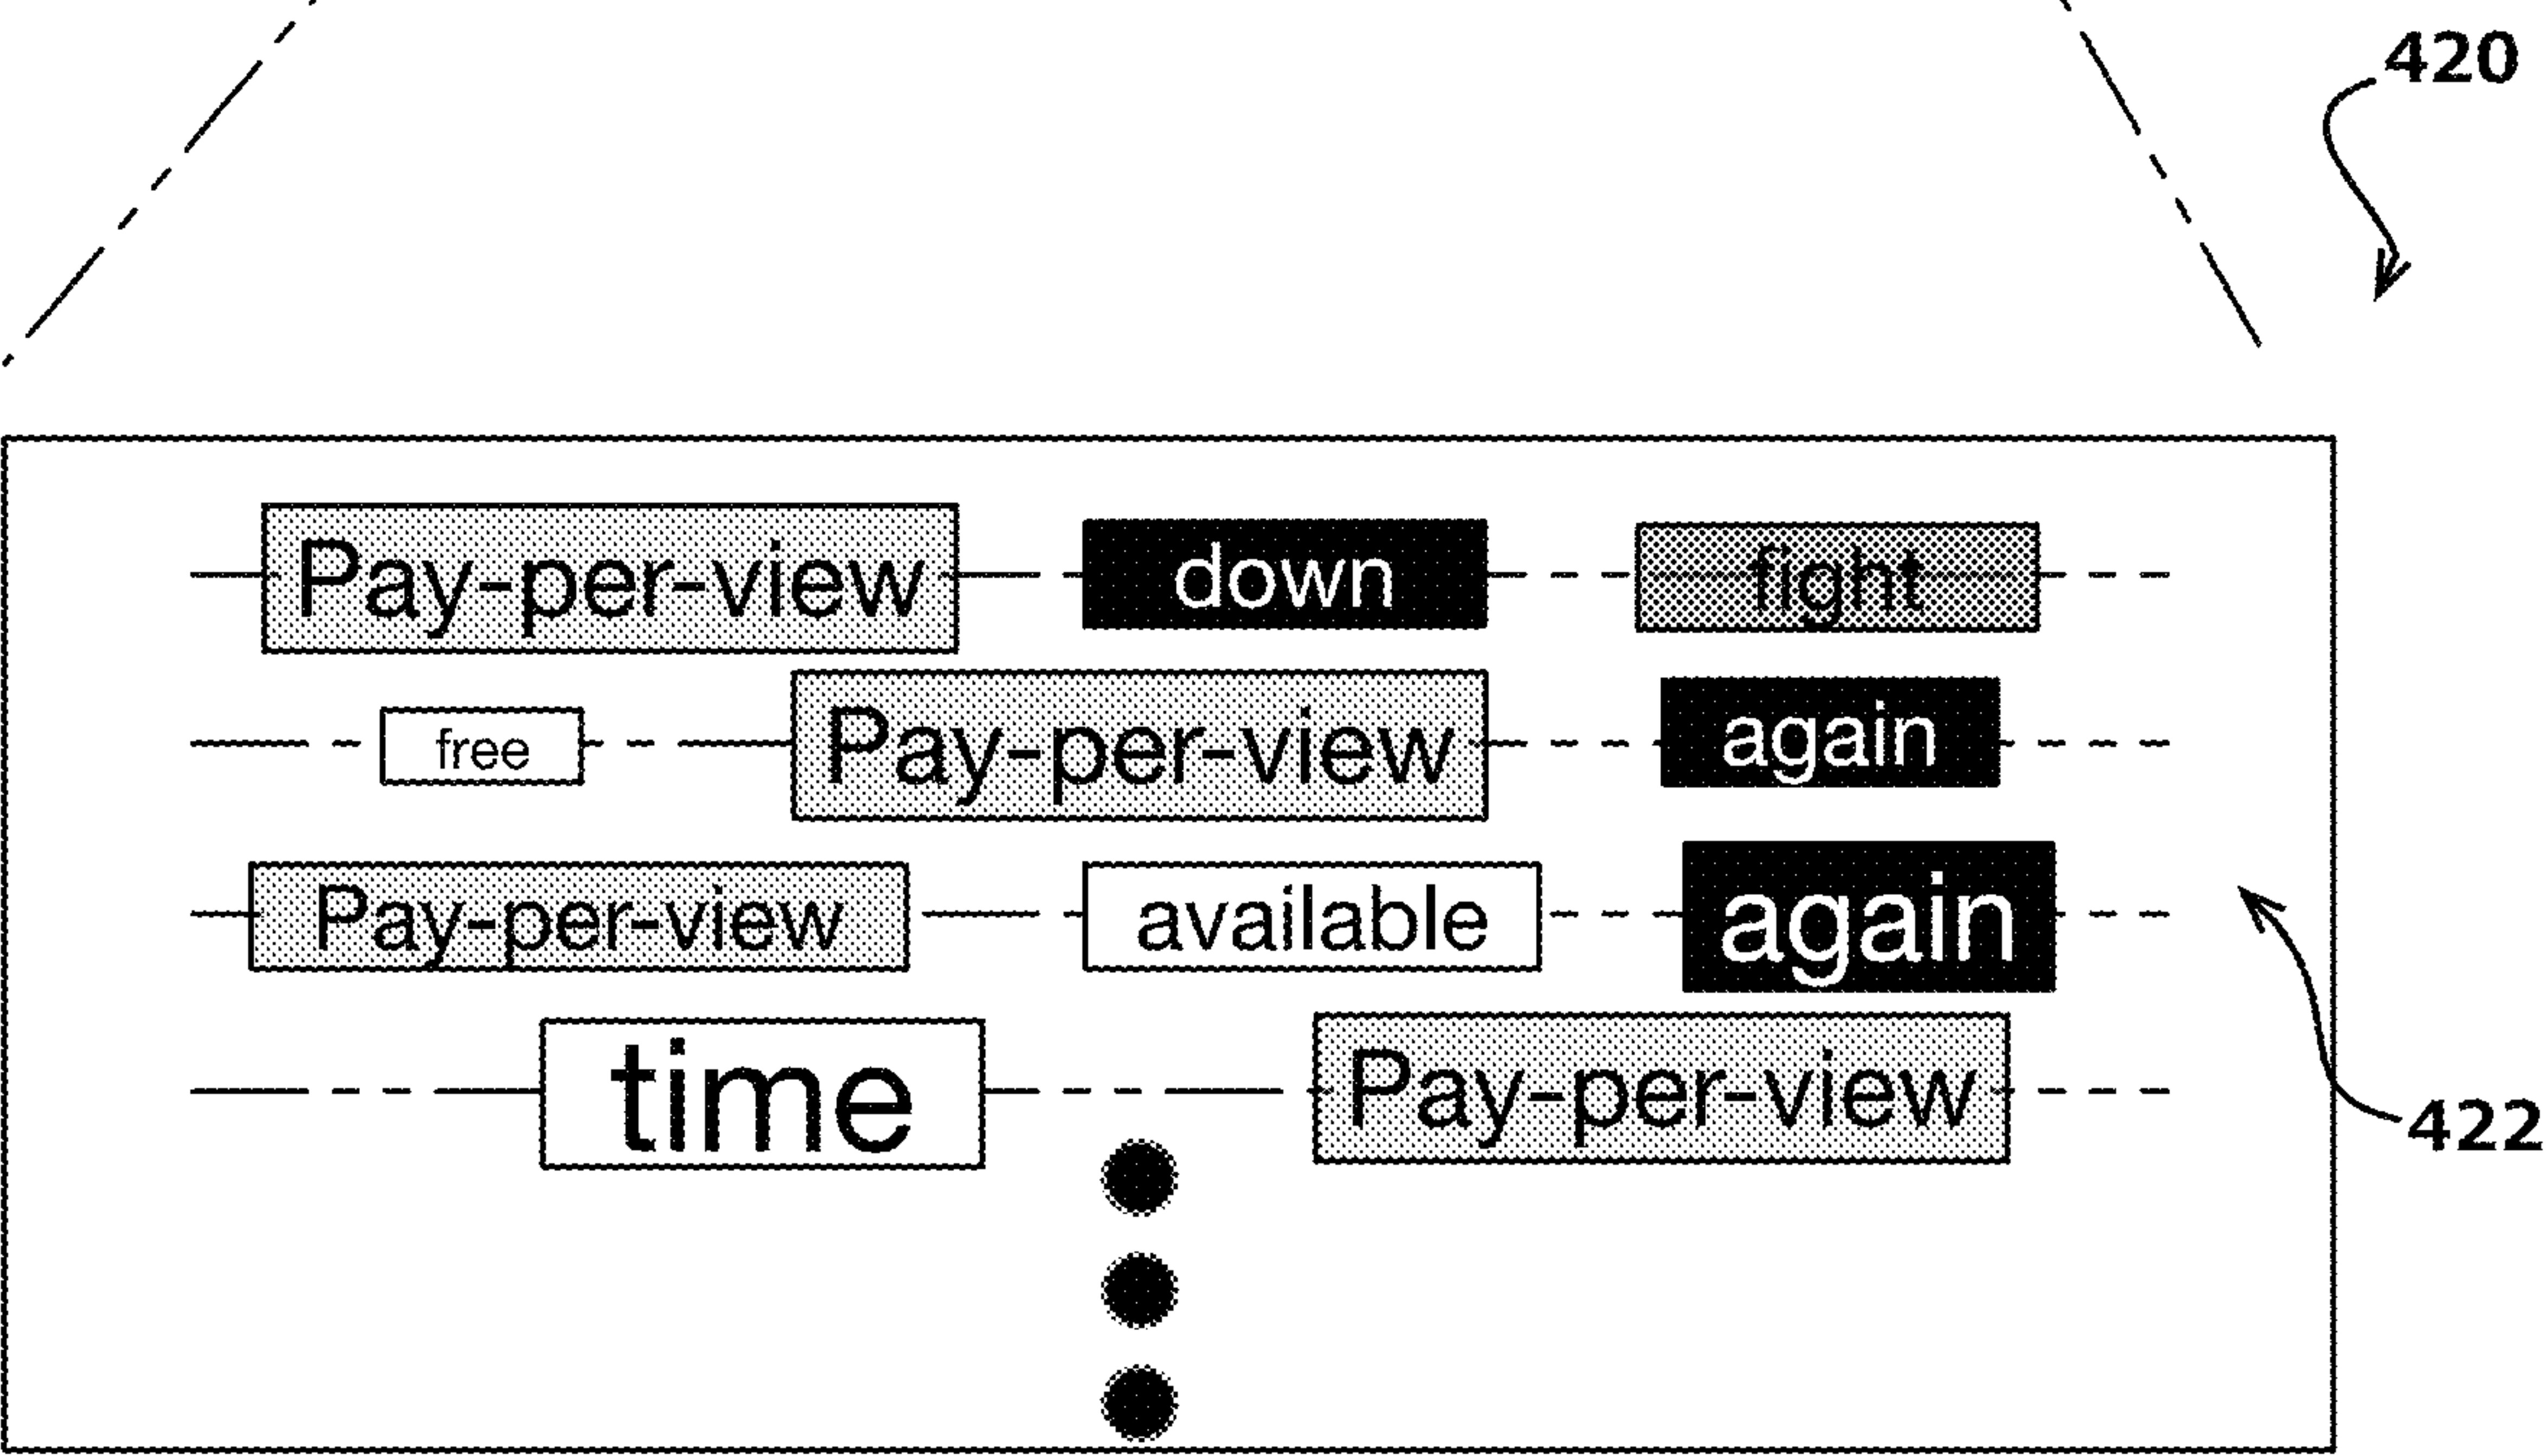 420
Pay-per-view down fight
free Pay-per-view again
Pay-per-view available again
time Pay-per-view
422